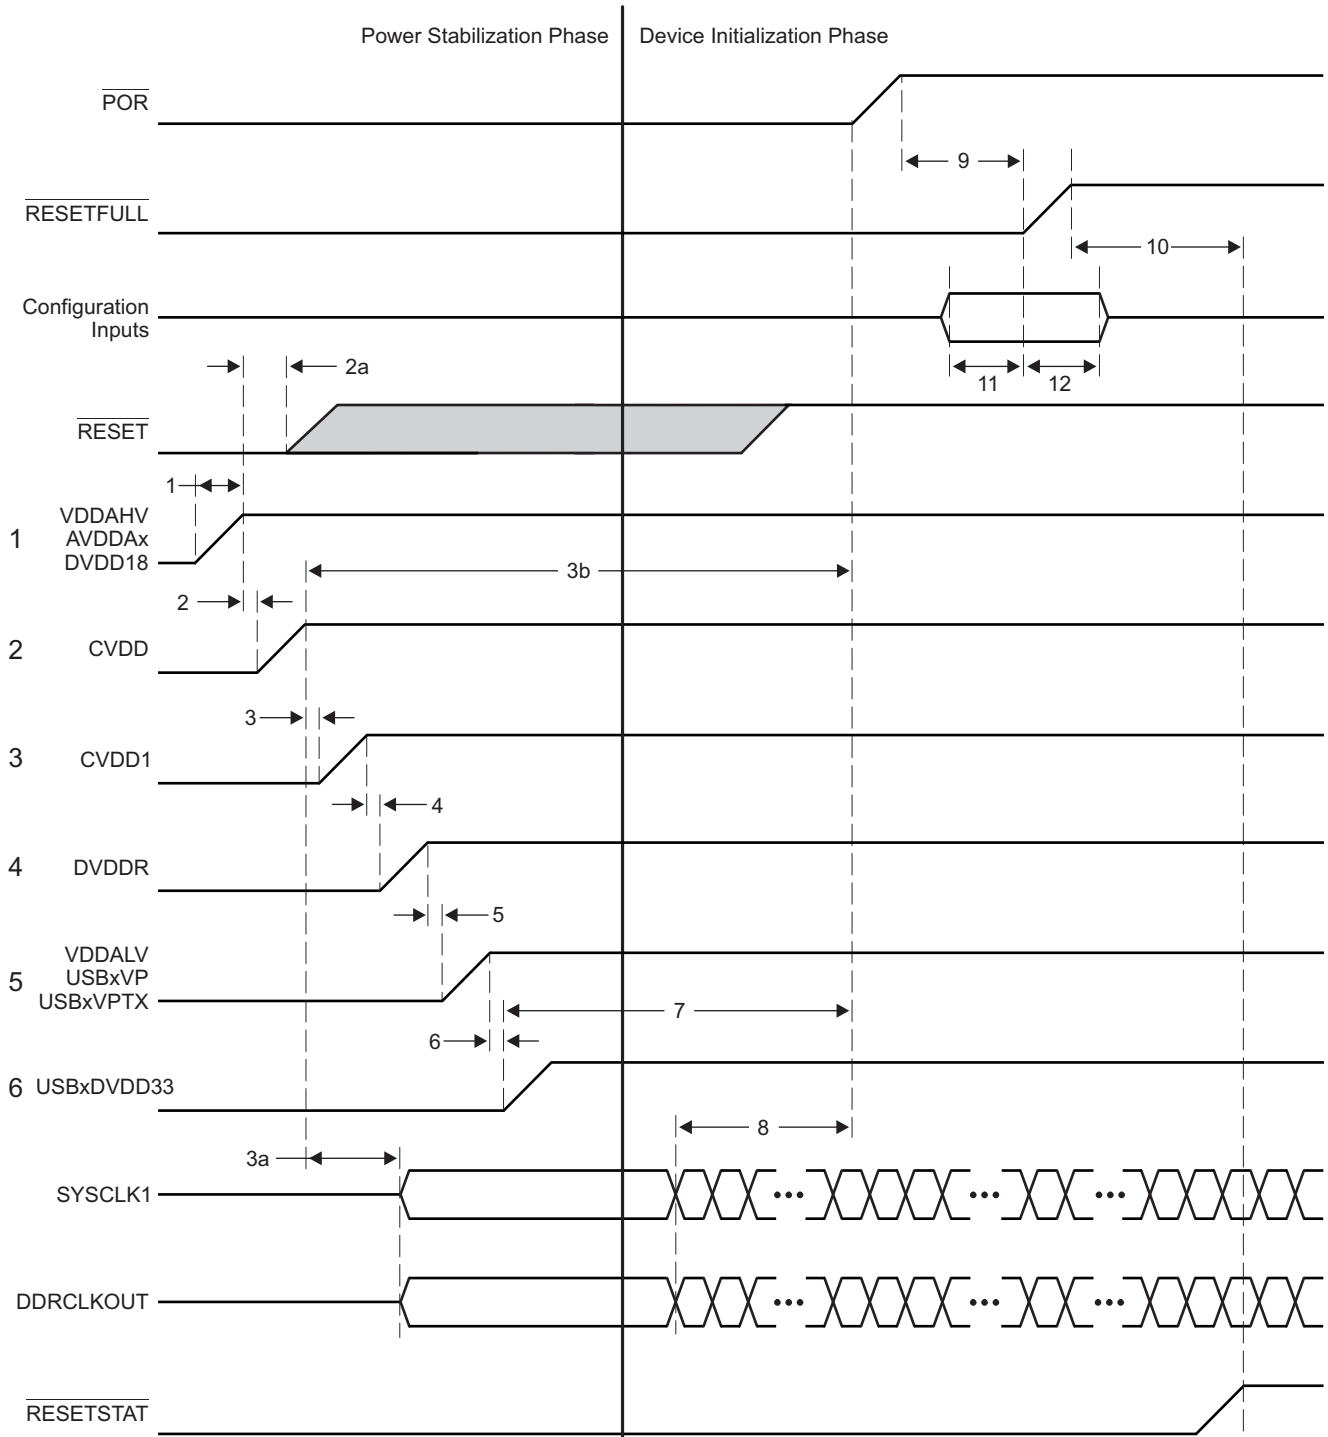 Power Stabilization Phase
Device Initialization Phase
POR
9
RESETFULL
10
Configuration
Inputs
11
12
2a
RESET
1
1
VDDAHV
AVDDAx
DVDD18
3b
2
2
CVDD
3
3
CVDD1
4
4
DVDDR
5
5
VDDALV
USBxVP
USBxVPTX
7
6
6
USBxDVDD33
8
3a
SYSCLK1
DDRCLKOUT
RESETSTAT